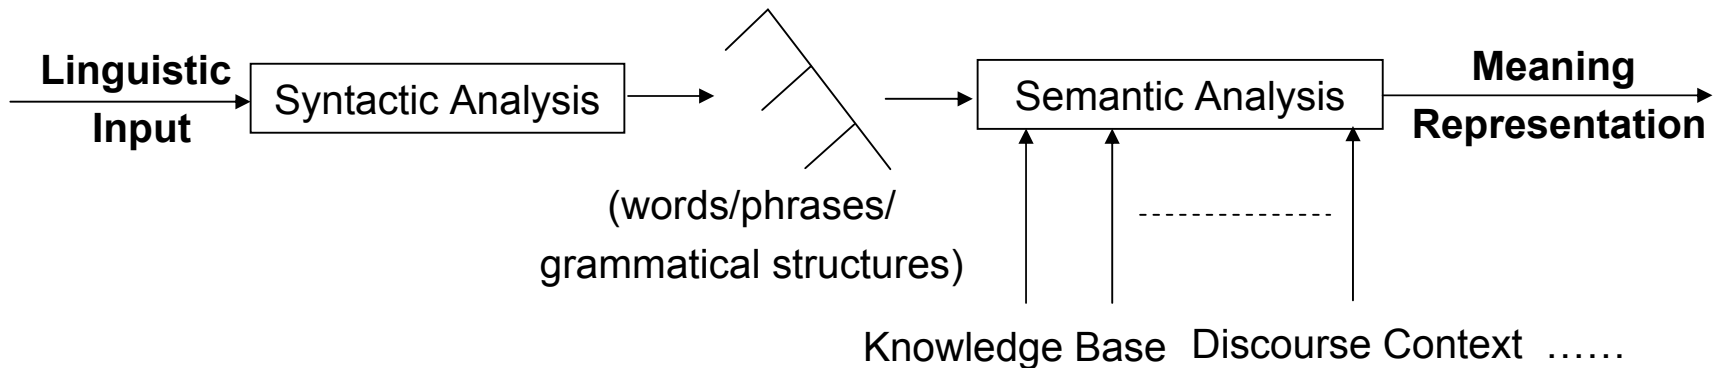 Linguistic
Input
Syntactic Analysis
(words/phrases/
grammatical structures)
Semantic Analysis
Meaning
Representation
Knowledge Base
Discourse Context ......